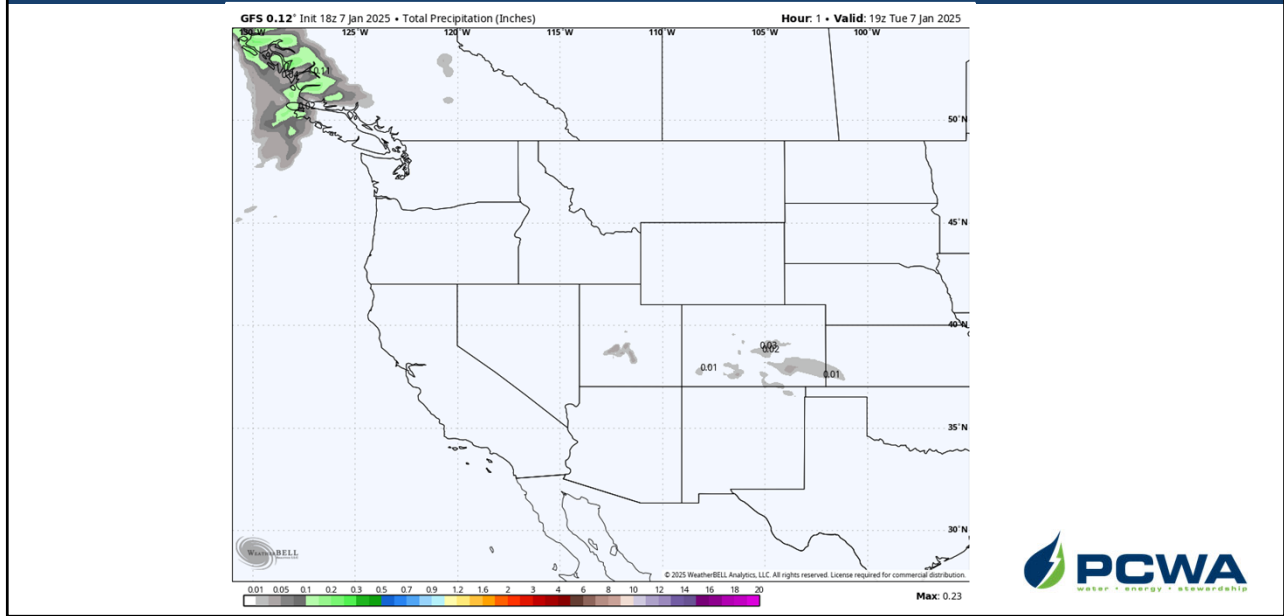 GFS 0.12° Init 18z 7 Jan 2025 • Total Precipitation (Inches)
Hour: 1 • Valid: 19z Tue 7 Jan 2025
130°W 125°W 120°W 115°W 110°W 105°W 100°W
0.11
0.02
50°N
45°N
40°N
0.03
0.02
0.01
0.01
35°N
30°N
WEATHERBELL
© 2025 WeatherBELL Analytics, LLC. All rights reserved. License required for commercial distribution.
0.01 0.05 0.1 0.2 0.3 0.5 0.7 0.9 1.2 1.6 2 3 4 6 8 10 12 14 16 18 20
Max: 0.23
PCWA
water • energy • stewardship